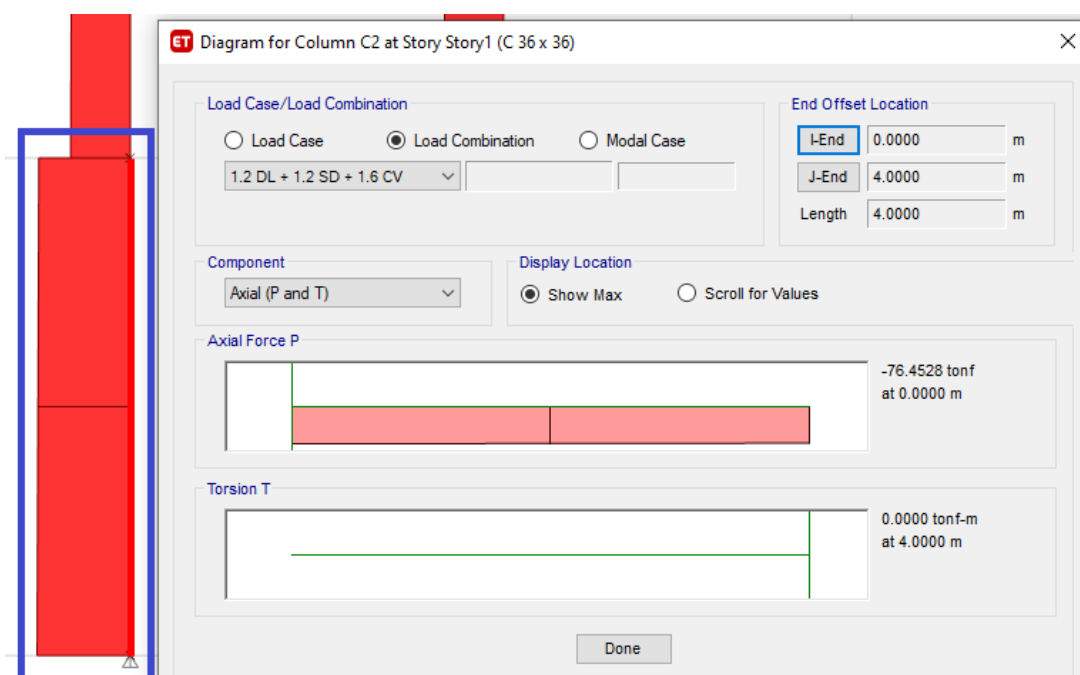 ET Diagram for Column C2 at Story Story1 (C 36 x 36)
Load Case/Load Combination
Load Case Load Combination Modal Case
1.2 DL + 1.2 SD + 1.6 CV
End Offset Location
I-End 0.0000 m
J-End 4.0000 m
Length 4.0000 m
Component
Axial (P and T)
Display Location
Show Max Scroll for Values
Axial Force P
-76.4528 tonf
at 0.0000 m
Torsion T
0.0000 tonf-m
at 4.0000 m
Done